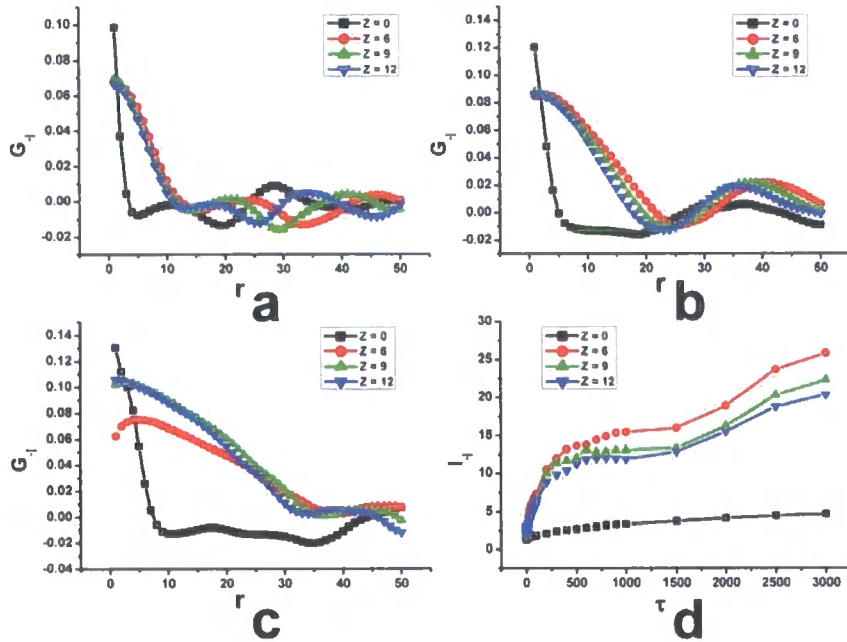 0.10
0.08
0.06
0.04
0.02
0.00
-0.02
G-I
0 10 20 30 40 50
r
a
Z = 0
Z = 6
Z = 9
Z = 12
0.12
0.10
0.08
0.06
0.04
0.02
0.00
-0.02
G-I
0 10 20 30 40 50
r
b
Z = 0
Z = 6
Z = 9
Z = 12
0.14
0.12
0.10
0.08
0.06
0.04
0.02
0.00
-0.02
-0.04
G-I
0 10 20 30 40 50
r
c
Z = 0
Z = 6
Z = 9
Z = 12
30
25
20
15
10
5
0
I-I
0 500 1000 1500 2000 2500 3000
τ
d
Z = 0
Z = 6
Z = 9
Z = 12